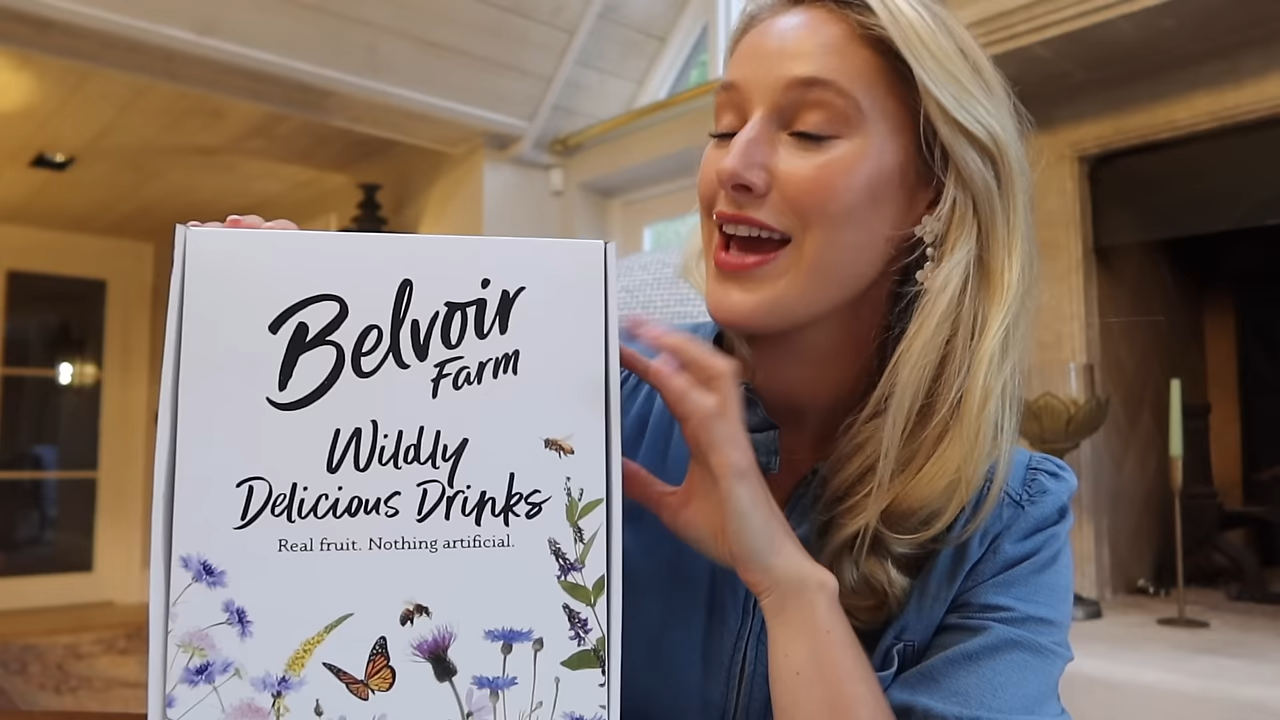 Belvoir
Farm
Wildly
Delicious Drinks
Real fruit. Nothing artificial.